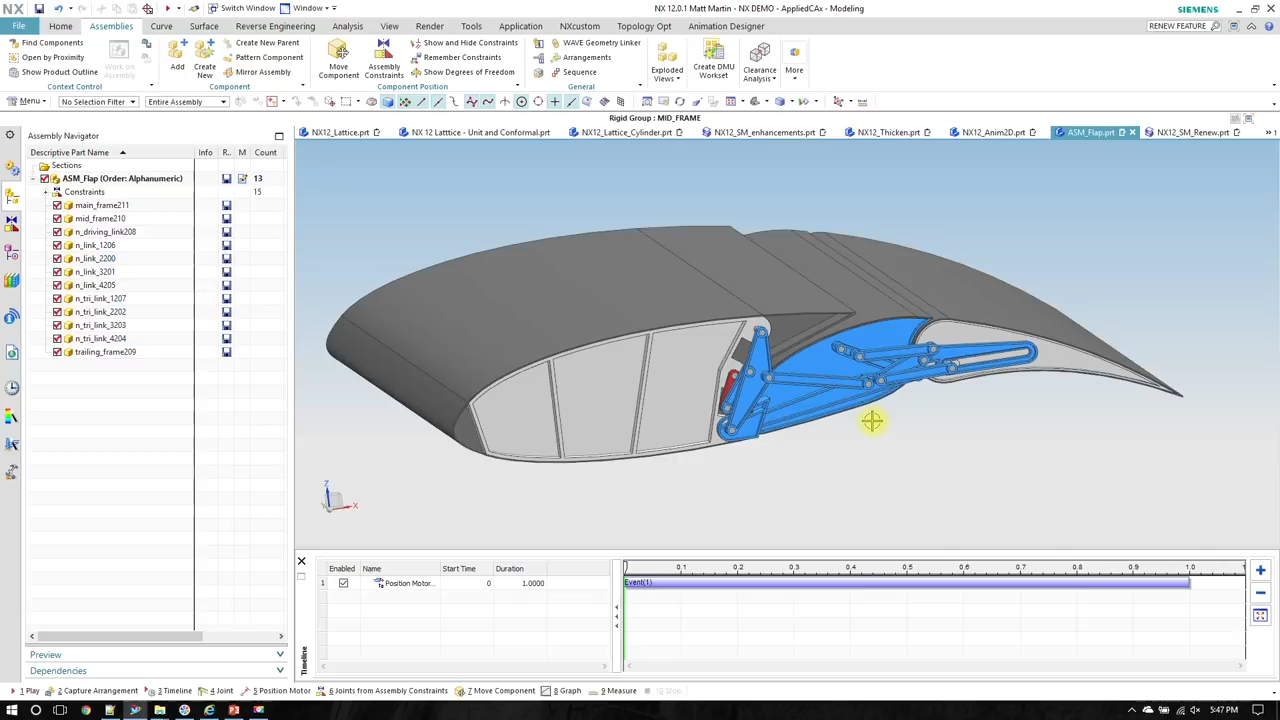 NX
Switch Window
Window
NX 12.0.1 Matt Martin - NX DEMO - AppliedCAx - Modeling
SIEMENS
File
Home
Assemblies
Curve
Surface
Reverse Engineering
Analysis
View
Render
Tools
Application
NXcustom
Topology Opt
Animation Designer
RENEW FEATURE
Find Components
Open by Proximity
Show Product Outline
Work on Assembly
Context Control
Add
Create New
Create New Parent
Pattern Component
Mirror Assembly
Component
Move Component
Assembly Constraints
Show and Hide Constraints
Remember Constraints
Show Degrees of Freedom
Component Position
WAVE Geometry Linker
Arrangements
Sequence
General
Exploded Views
Create DMU Workset
Clearance Analysis
More
Menu
No Selection Filter
Entire Assembly
Rigid Group : MID_FRAME
NX12_Lattice.prt
NX 12 Latttice - Unit and Conformal.prt
NX12_Lattice_Cylinder.prt
NX12_SM_enhancements.prt
NX12_Thicken.prt
NX12_Anim2D.prt
ASM_Flap.prt
NX12_SM_Renew.prt
Assembly Navigator
Descriptive Part Name Info R.. M Count
Sections
ASM_Flap (Order: Alphanumeric) 13
Constraints 15
main_frame211
mid_frame210
n_driving_link208
n_link_1206
n_link_2200
n_link_3201
n_link_4205
n_tri_link_1207
n_tri_link_2202
n_tri_link_3203
n_tri_link_4204
trailing_frame209
Preview
Dependencies
Z
X
Timeline
Enabled Name Start Time Duration
1 Position Motor... 0 1.0000
0.1 0.2 0.3 0.4 0.5 0.6 0.7 0.8 0.9 1.0 1
Event(1)
1 Play 2 Capture Arrangement 3 Timeline 4 Joint 5 Position Motor 6 Joints from Assembly Constraints 7 Move Component 8 Graph 9 Measure Stop
5:47 PM